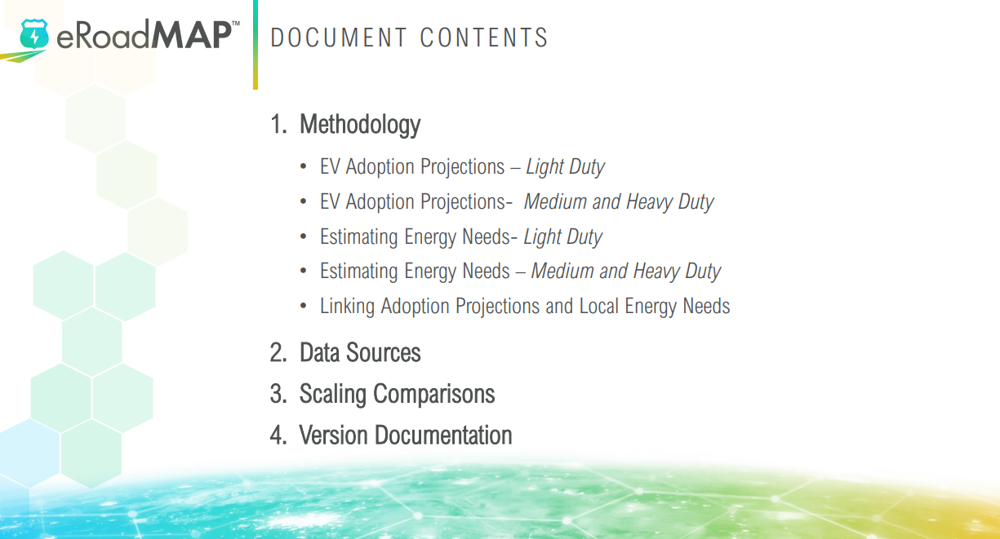 eRoadMAP™
DOCUMENT CONTENTS
1. Methodology
• EV Adoption Projections – Light Duty
• EV Adoption Projections- Medium and Heavy Duty
• Estimating Energy Needs- Light Duty
• Estimating Energy Needs – Medium and Heavy Duty
• Linking Adoption Projections and Local Energy Needs
2. Data Sources
3. Scaling Comparisons
4. Version Documentation